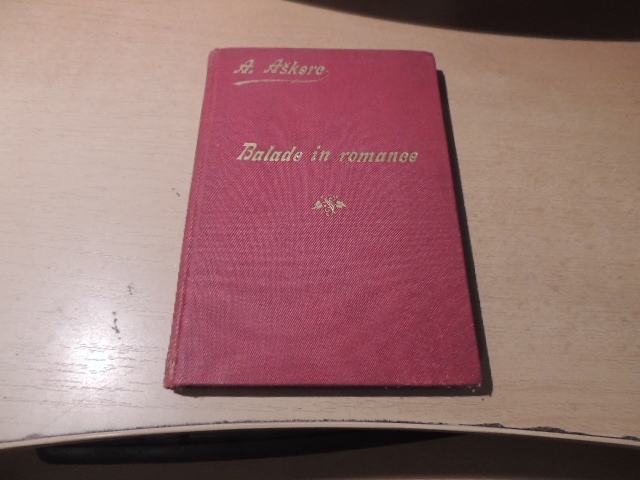 A. Aškerc
Balade in romance